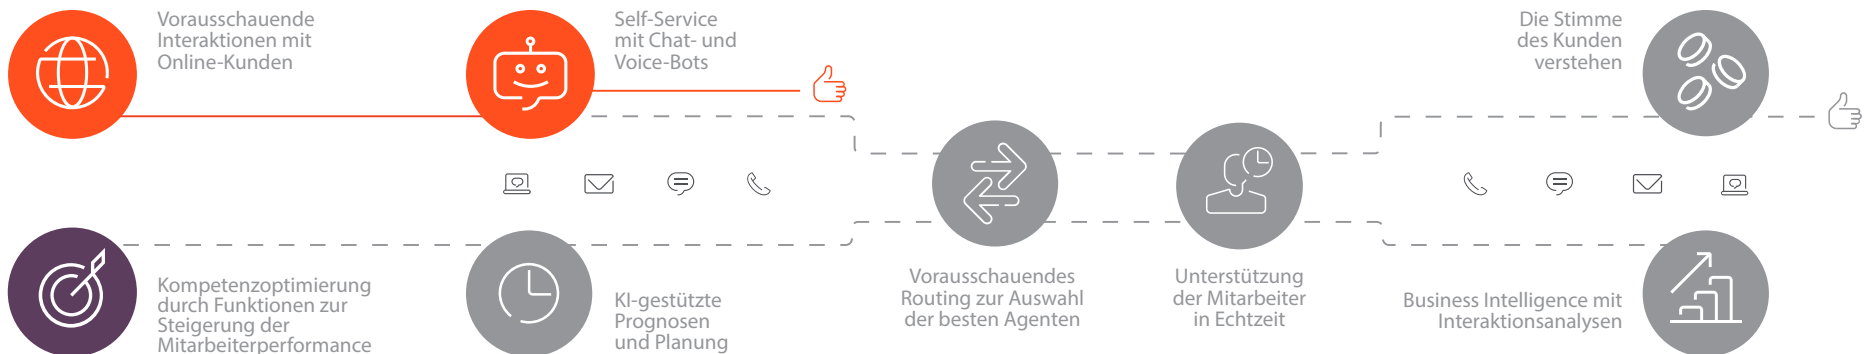 Vorausschauende
Interaktionen mit
Online-Kunden
Self-Service
mit Chat- und
Voice-Bots
Die Stimme
des Kunden
verstehen
Kompetenzoptimierung
durch Funktionen zur
Steigerung der
Mitarbeiterperformance
KI-gestützte
Prognosen
und Planung
Vorausschauendes
Routing zur Auswahl
der besten Agenten
Unterstützung
der Mitarbeiter
in Echtzeit
Business Intelligence mit
Interaktionsanalysen